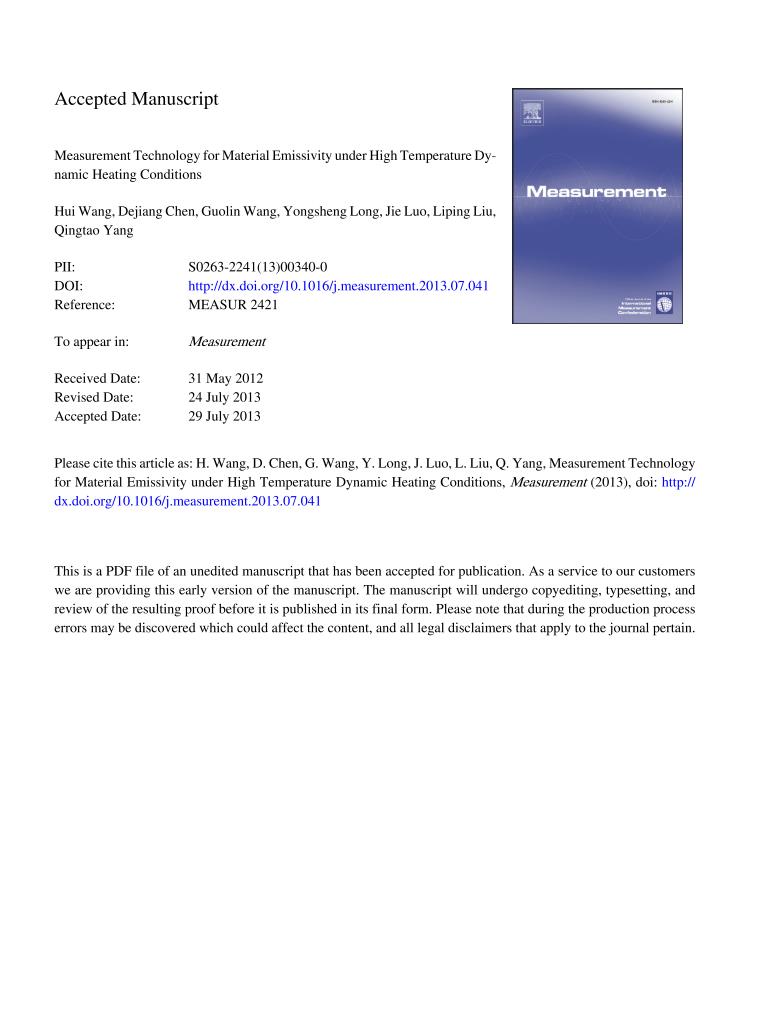 Accepted Manuscript
Measurement Technology for Material Emissivity under High Temperature Dy-
namic Heating Conditions
Hui Wang, Dejiang Chen, Guolin Wang, Yongsheng Long, Jie Luo, Liping Liu,
Qingtao Yang
PII: S0263-2241(13)00340-0
DOI: http://dx.doi.org/10.1016/j.measurement.2013.07.041
Reference: MEASUR 2421
To appear in: Measurement
Received Date: 31 May 2012
Revised Date: 24 July 2013
Accepted Date: 29 July 2013
ELSEVIER
Measurement
International
Measurement
Confederation
Please cite this article as: H. Wang, D. Chen, G. Wang, Y. Long, J. Luo, L. Liu, Q. Yang, Measurement Technology
for Material Emissivity under High Temperature Dynamic Heating Conditions, Measurement (2013), doi: http://
dx.doi.org/10.1016/j.measurement.2013.07.041
This is a PDF file of an unedited manuscript that has been accepted for publication. As a service to our customers
we are providing this early version of the manuscript. The manuscript will undergo copyediting, typesetting, and
review of the resulting proof before it is published in its final form. Please note that during the production process
errors may be discovered which could affect the content, and all legal disclaimers that apply to the journal pertain.